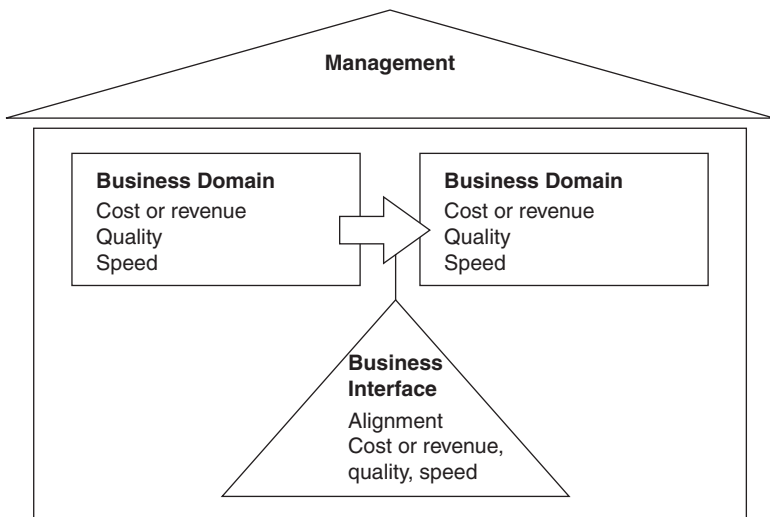 Management
Business Domain
Cost or revenue
Quality
Speed
Business Domain
Cost or revenue
Quality
Speed
Business
Interface
Alignment
Cost or revenue,
quality, speed